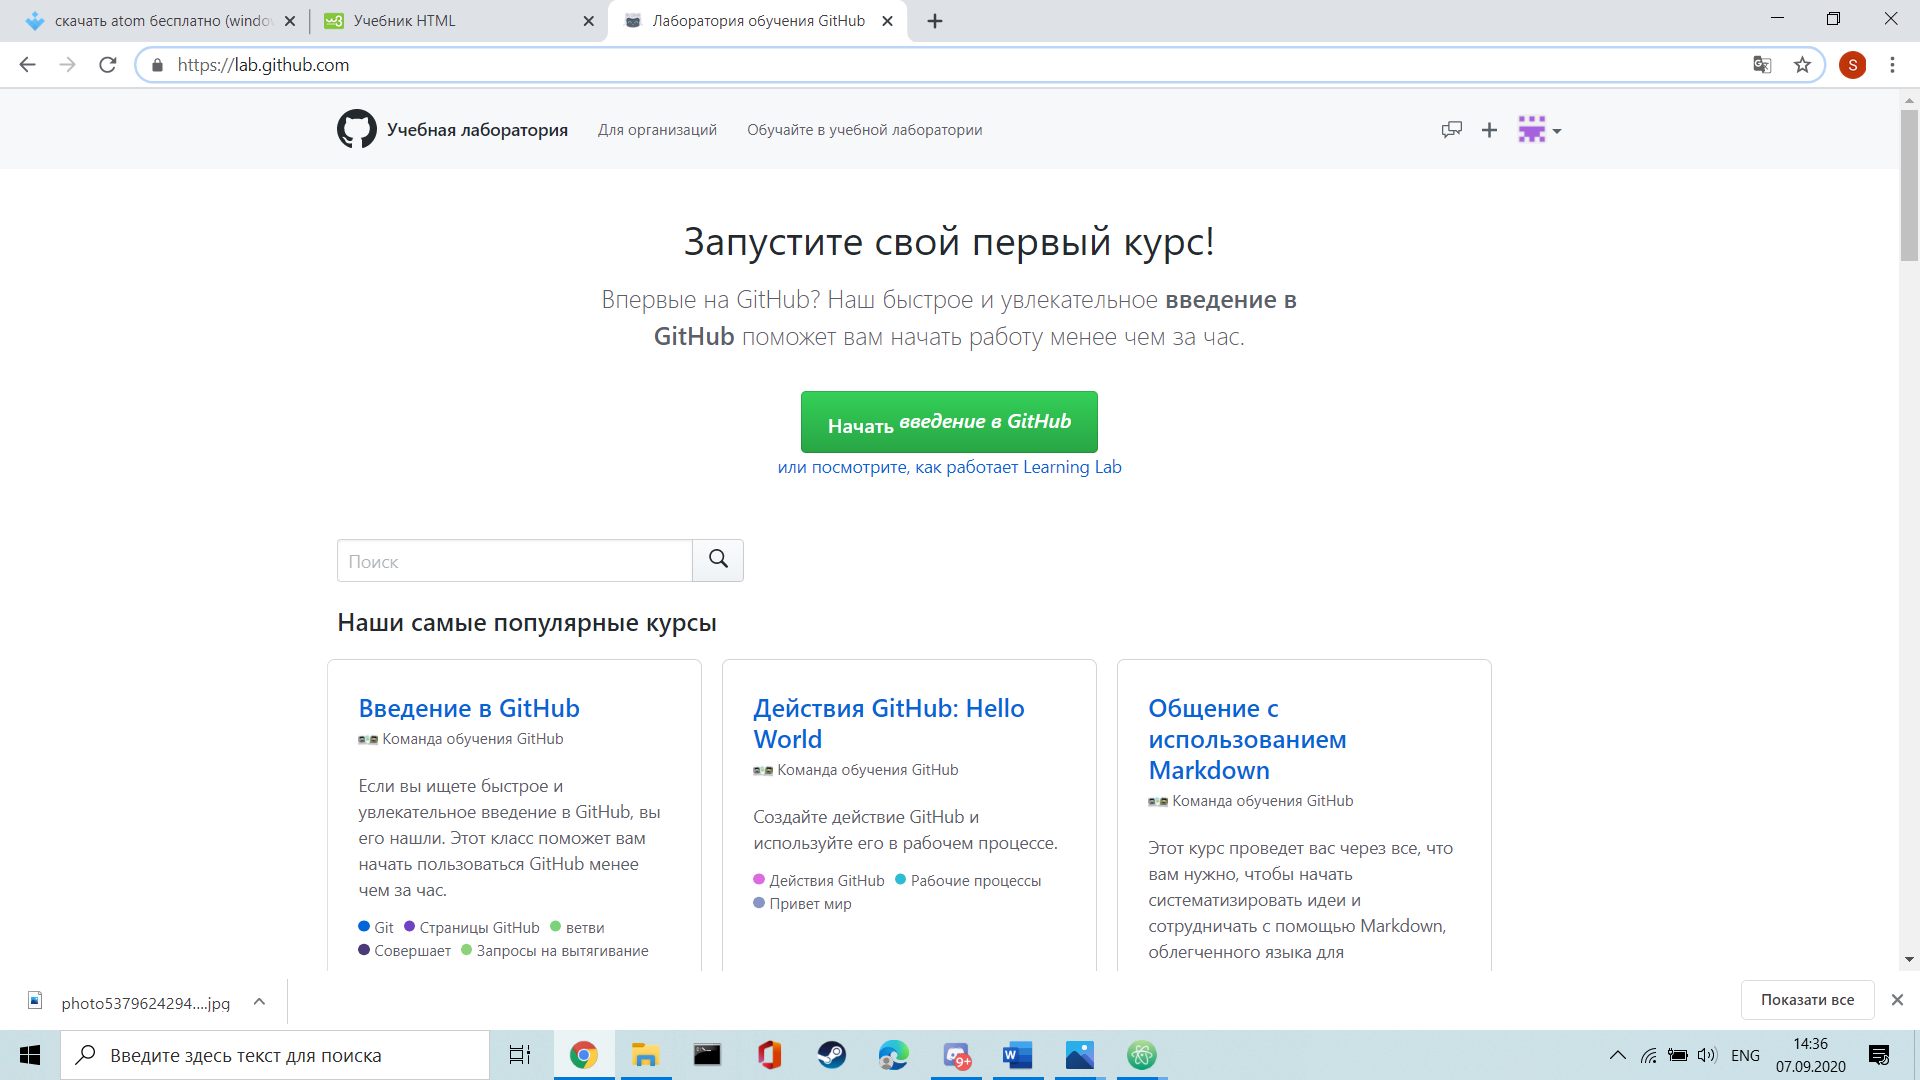 скачать atom бесплатно (windo
Учебник HTML
Лаборатория обучения GitHub
https://lab.github.com
S
Учебная лаборатория
Для организаций
Обучайте в учебной лаборатории
Запустите свой первый курс!
Впервые на GitHub? Наш быстрое и увлекательное введение в
GitHub поможет вам начать работу менее чем за час.
Начать введение в GitHub
или посмотрите, как работает Learning Lab
Поиск
Наши самые популярные курсы
Введение в GitHub
Команда обучения GitHub
Если вы ищете быстрое и
увлекательное введение в GitHub, вы
его нашли. Этот класс поможет вам
начать пользоваться GitHub менее
чем за час.
Git Страницы GitHub ветви
Совершает Запросы на вытягивание
Действия GitHub: Hello
World
Команда обучения GitHub
Создайте действие GitHub и
используйте его в рабочем процессе.
Действия GitHub Рабочие процессы
Привет мир
Общение с
использованием
Markdown
Команда обучения GitHub
Этот курс проведет вас через все, что
вам нужно, чтобы начать
систематизировать идеи и
сотрудничать с помощью Markdown,
облегченного языка для
photo5379624294....jpg
Показати все
Введите здесь текст для поиска
9+
ENG
14:36
07.09.2020